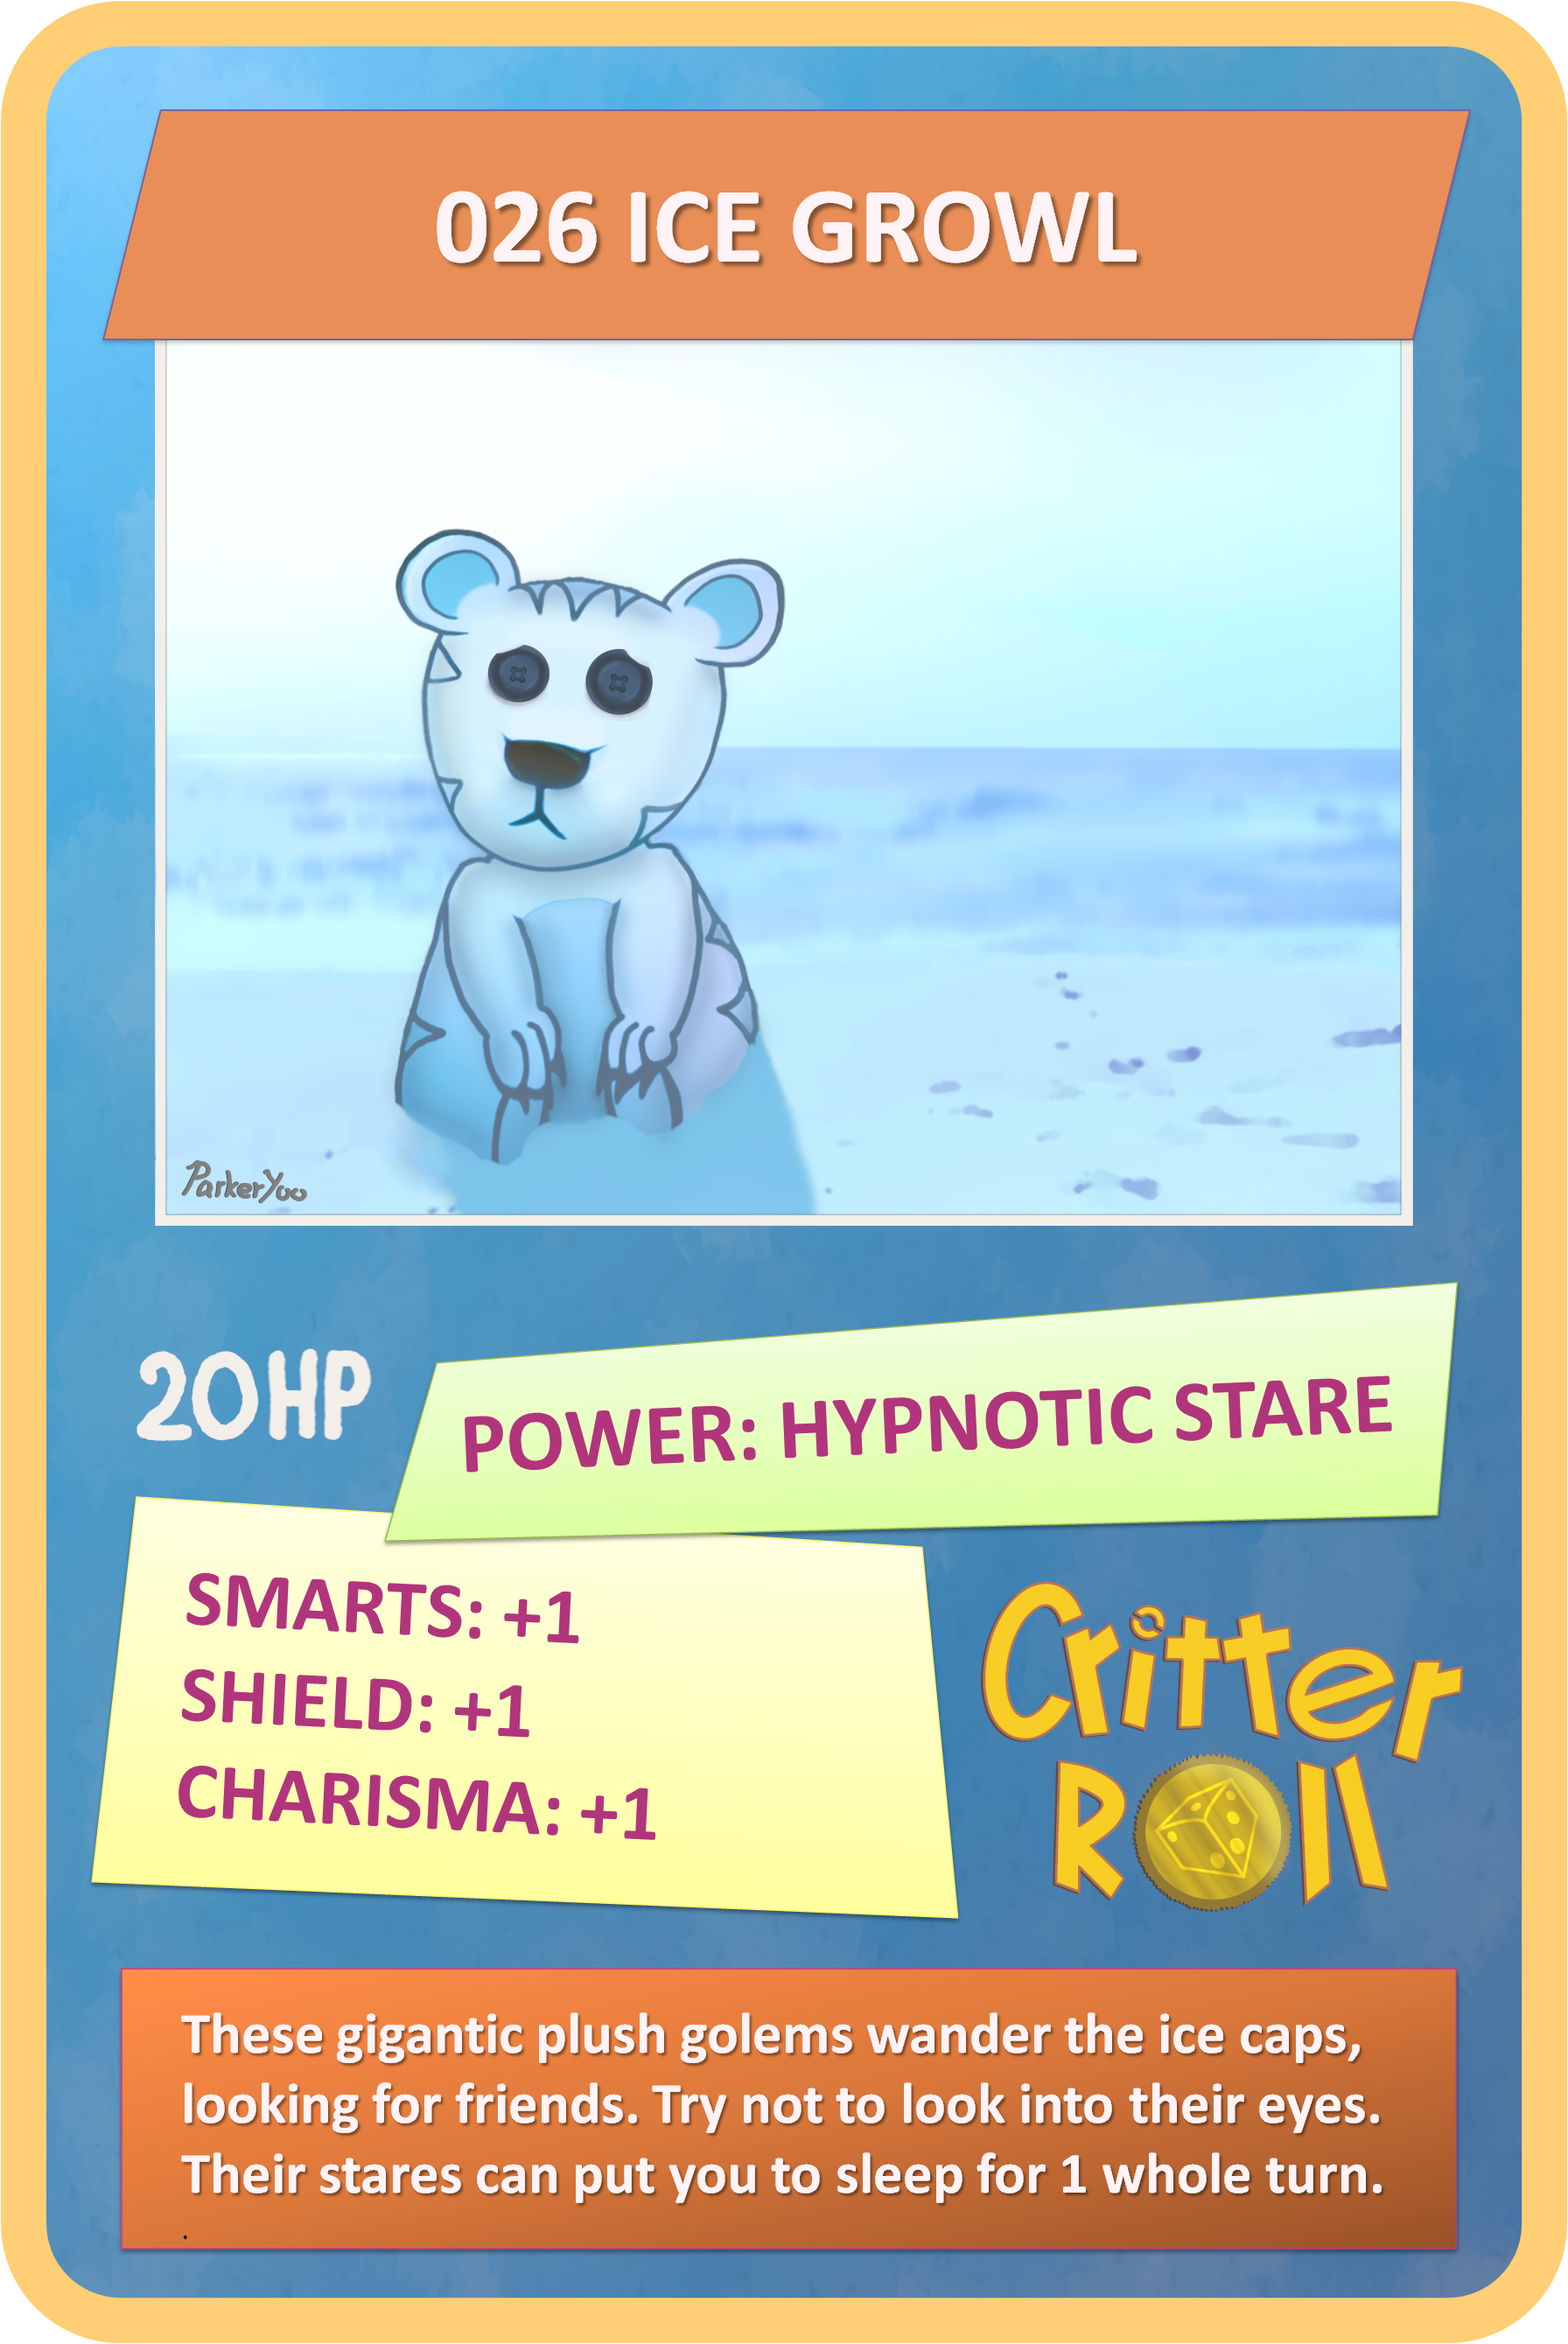 026 ICE GROWL
ParkerYoo
20HP
POWER: HYPNOTIC STARE
SMARTS: +1
SHIELD: +1
CHARISMA: +1
Critter
Roll
These gigantic plush golems wander the ice caps,
looking for friends. Try not to look into their eyes.
Their stares can put you to sleep for 1 whole turn.
.